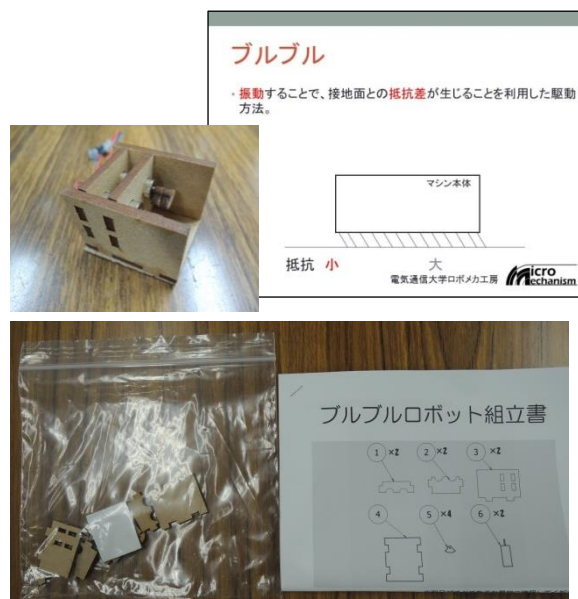 ブルブル
・振動することで、接地面との抵抗差が生じることを利用した駆動
方法。
マシン本体
抵抗 小 大
電気通信大学ロボメカ工房 Micro
Mechanism
ブルブルロボット組立書
1 ×2 2 ×2 3 ×2
4 5 ×4 6 ×2